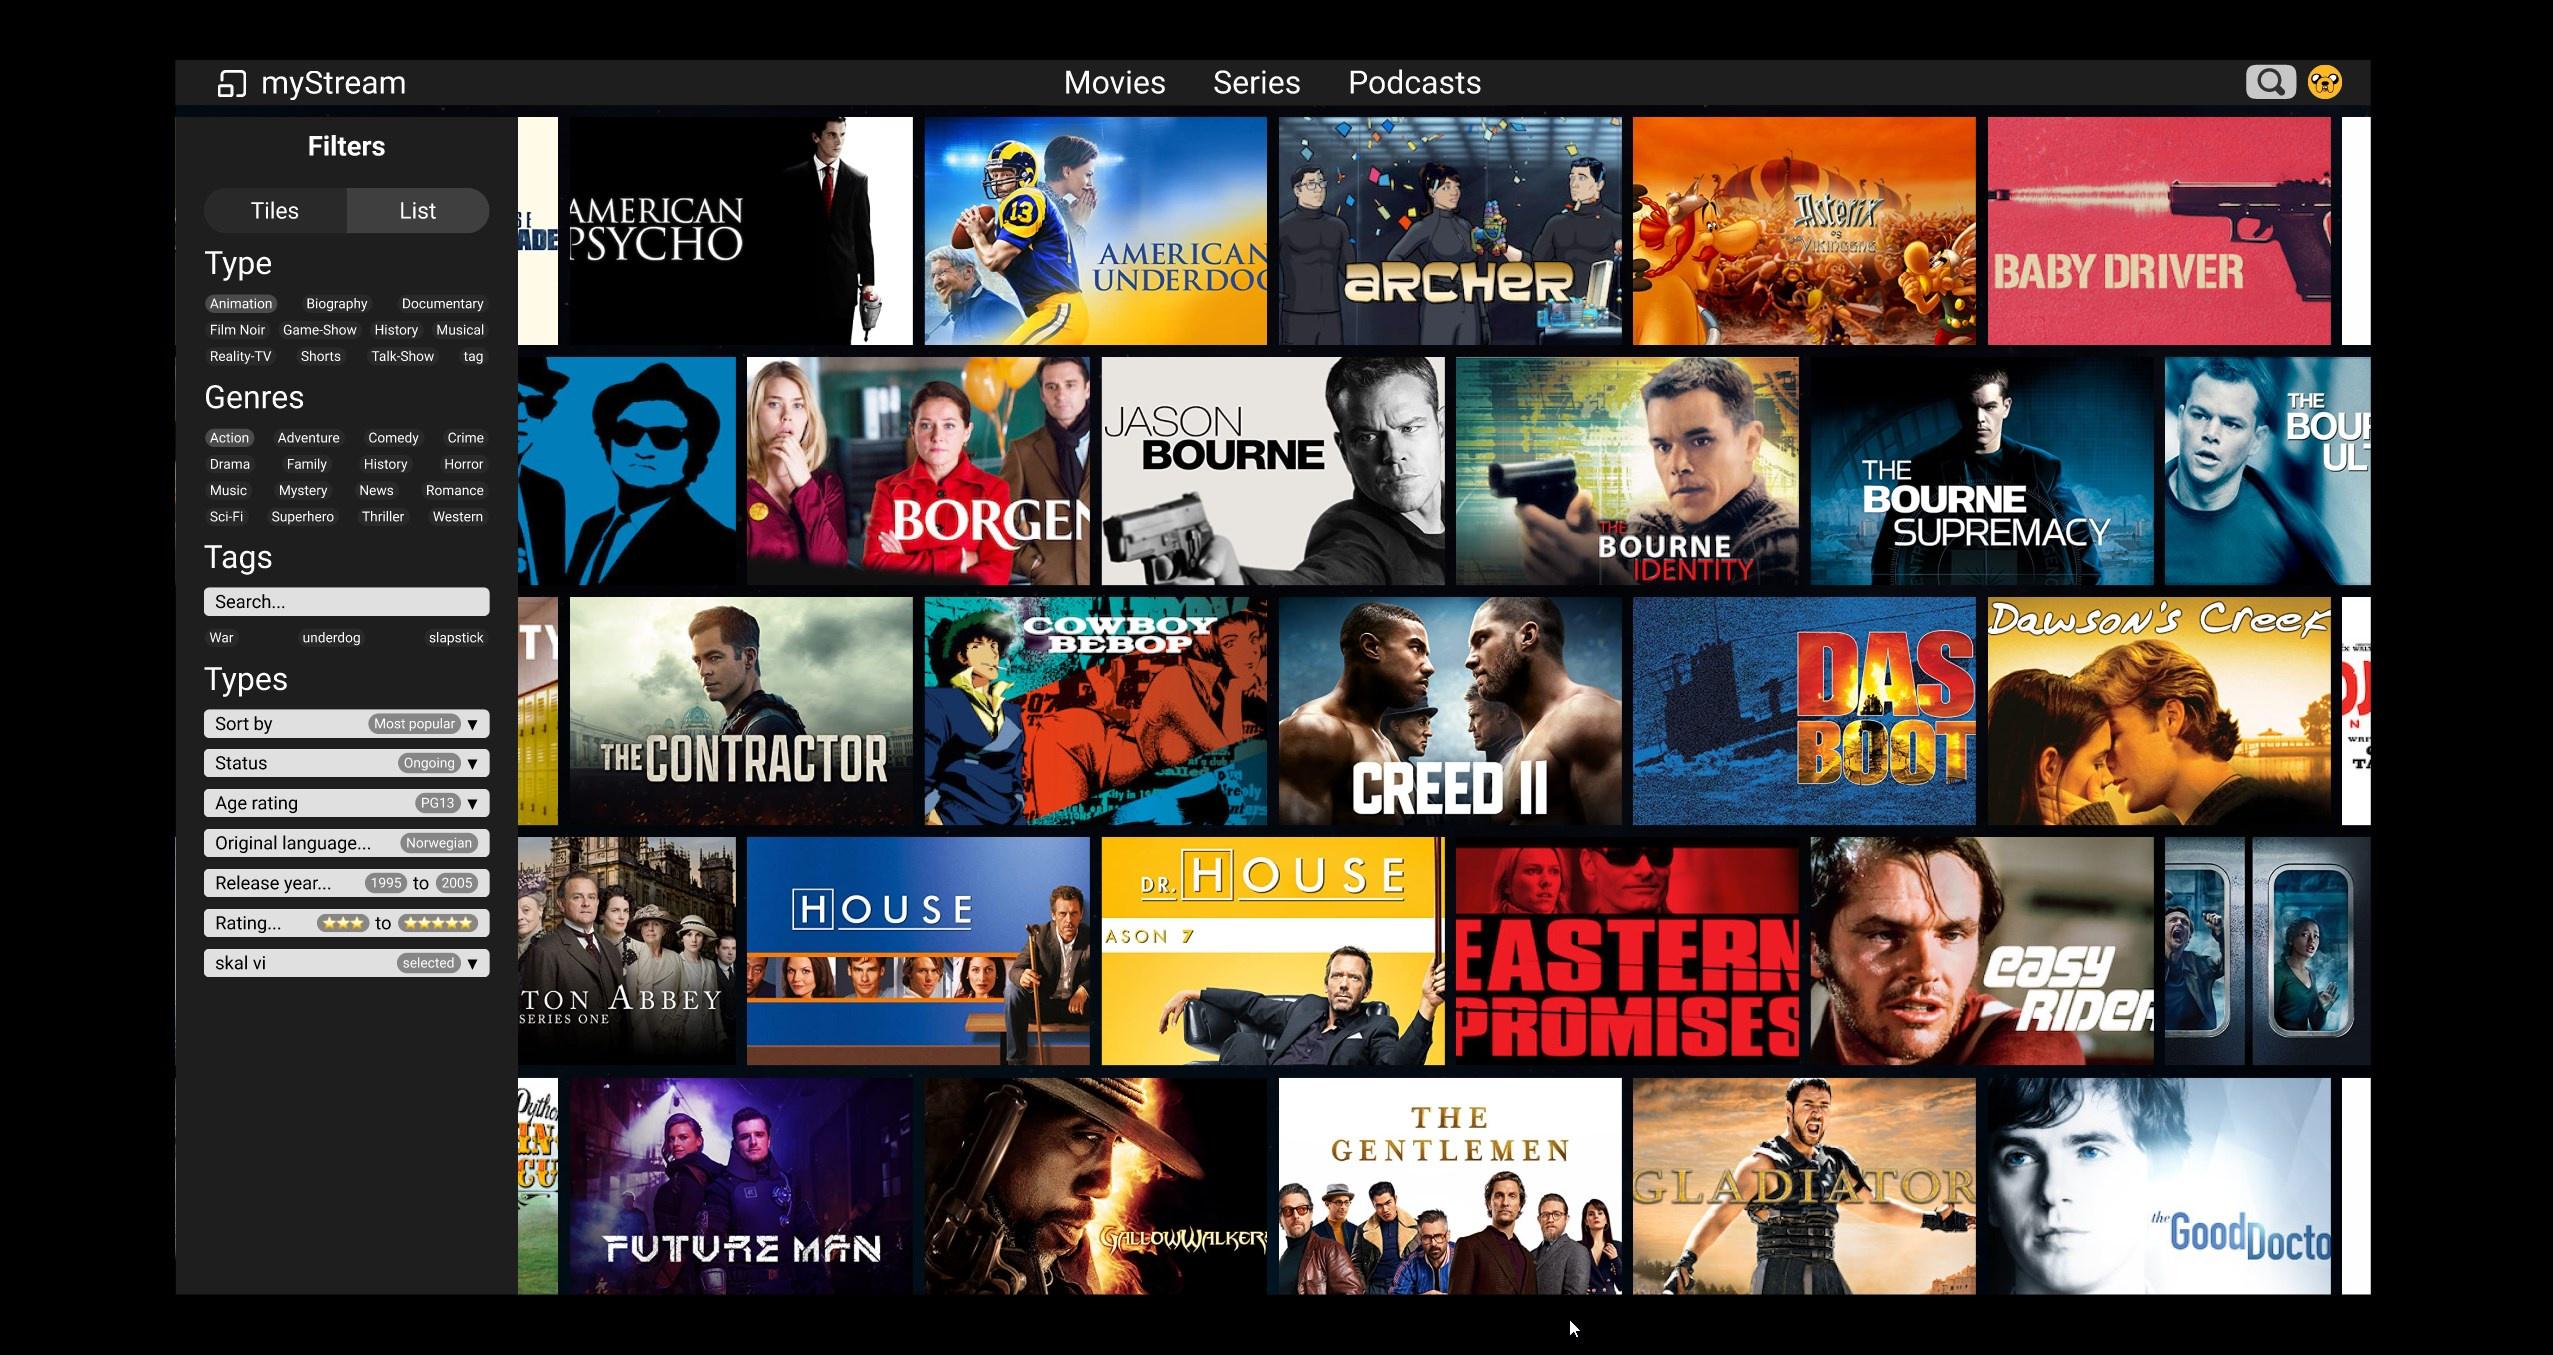 myStream Movies Series Podcasts
Filters
Tiles List
Type
Animation Biography Documentary
Film Noir Game-Show History Musical
Reality-TV Shorts Talk-Show tag
Genres
Action Adventure Comedy Crime
Drama Family History Horror
Music Mystery News Romance
Sci-Fi Superhero Thriller Western
Tags
Search...
War underdog slapstick
Types
Sort by Most popular ▼
Status Ongoing ▼
Age rating PG13 ▼
Original language... Norwegian
Release year... 1995 to 2005
Rating... ⭐⭐⭐ to ⭐⭐⭐⭐⭐
skal vi selected ▼
ADE
AMERICAN
PSYCHO
13
AMERICAN
UNDERDOG
ARCHER
Asterix
og
VIKINGENE
BABY DRIVER
BORGEN
JASON
BOURNE
THE
BOURNE
IDENTITY
THE
BOURNE
SUPREMACY
THE
BOUR
UL
TY
THE CONTRACTOR
COWBOY
BEBOP
CREED II
DAS
BOOT
Dawson's Creek
TON ABBEY
SERIES ONE
HOUSE
DR. HOUSE
ASON 7
EASTERN
PROMISES
easy
RIDER
Pytho
FUTURE MAN
GALLOWWALKER
THE
GENTLEMEN
GLADIATOR
the Good Docto